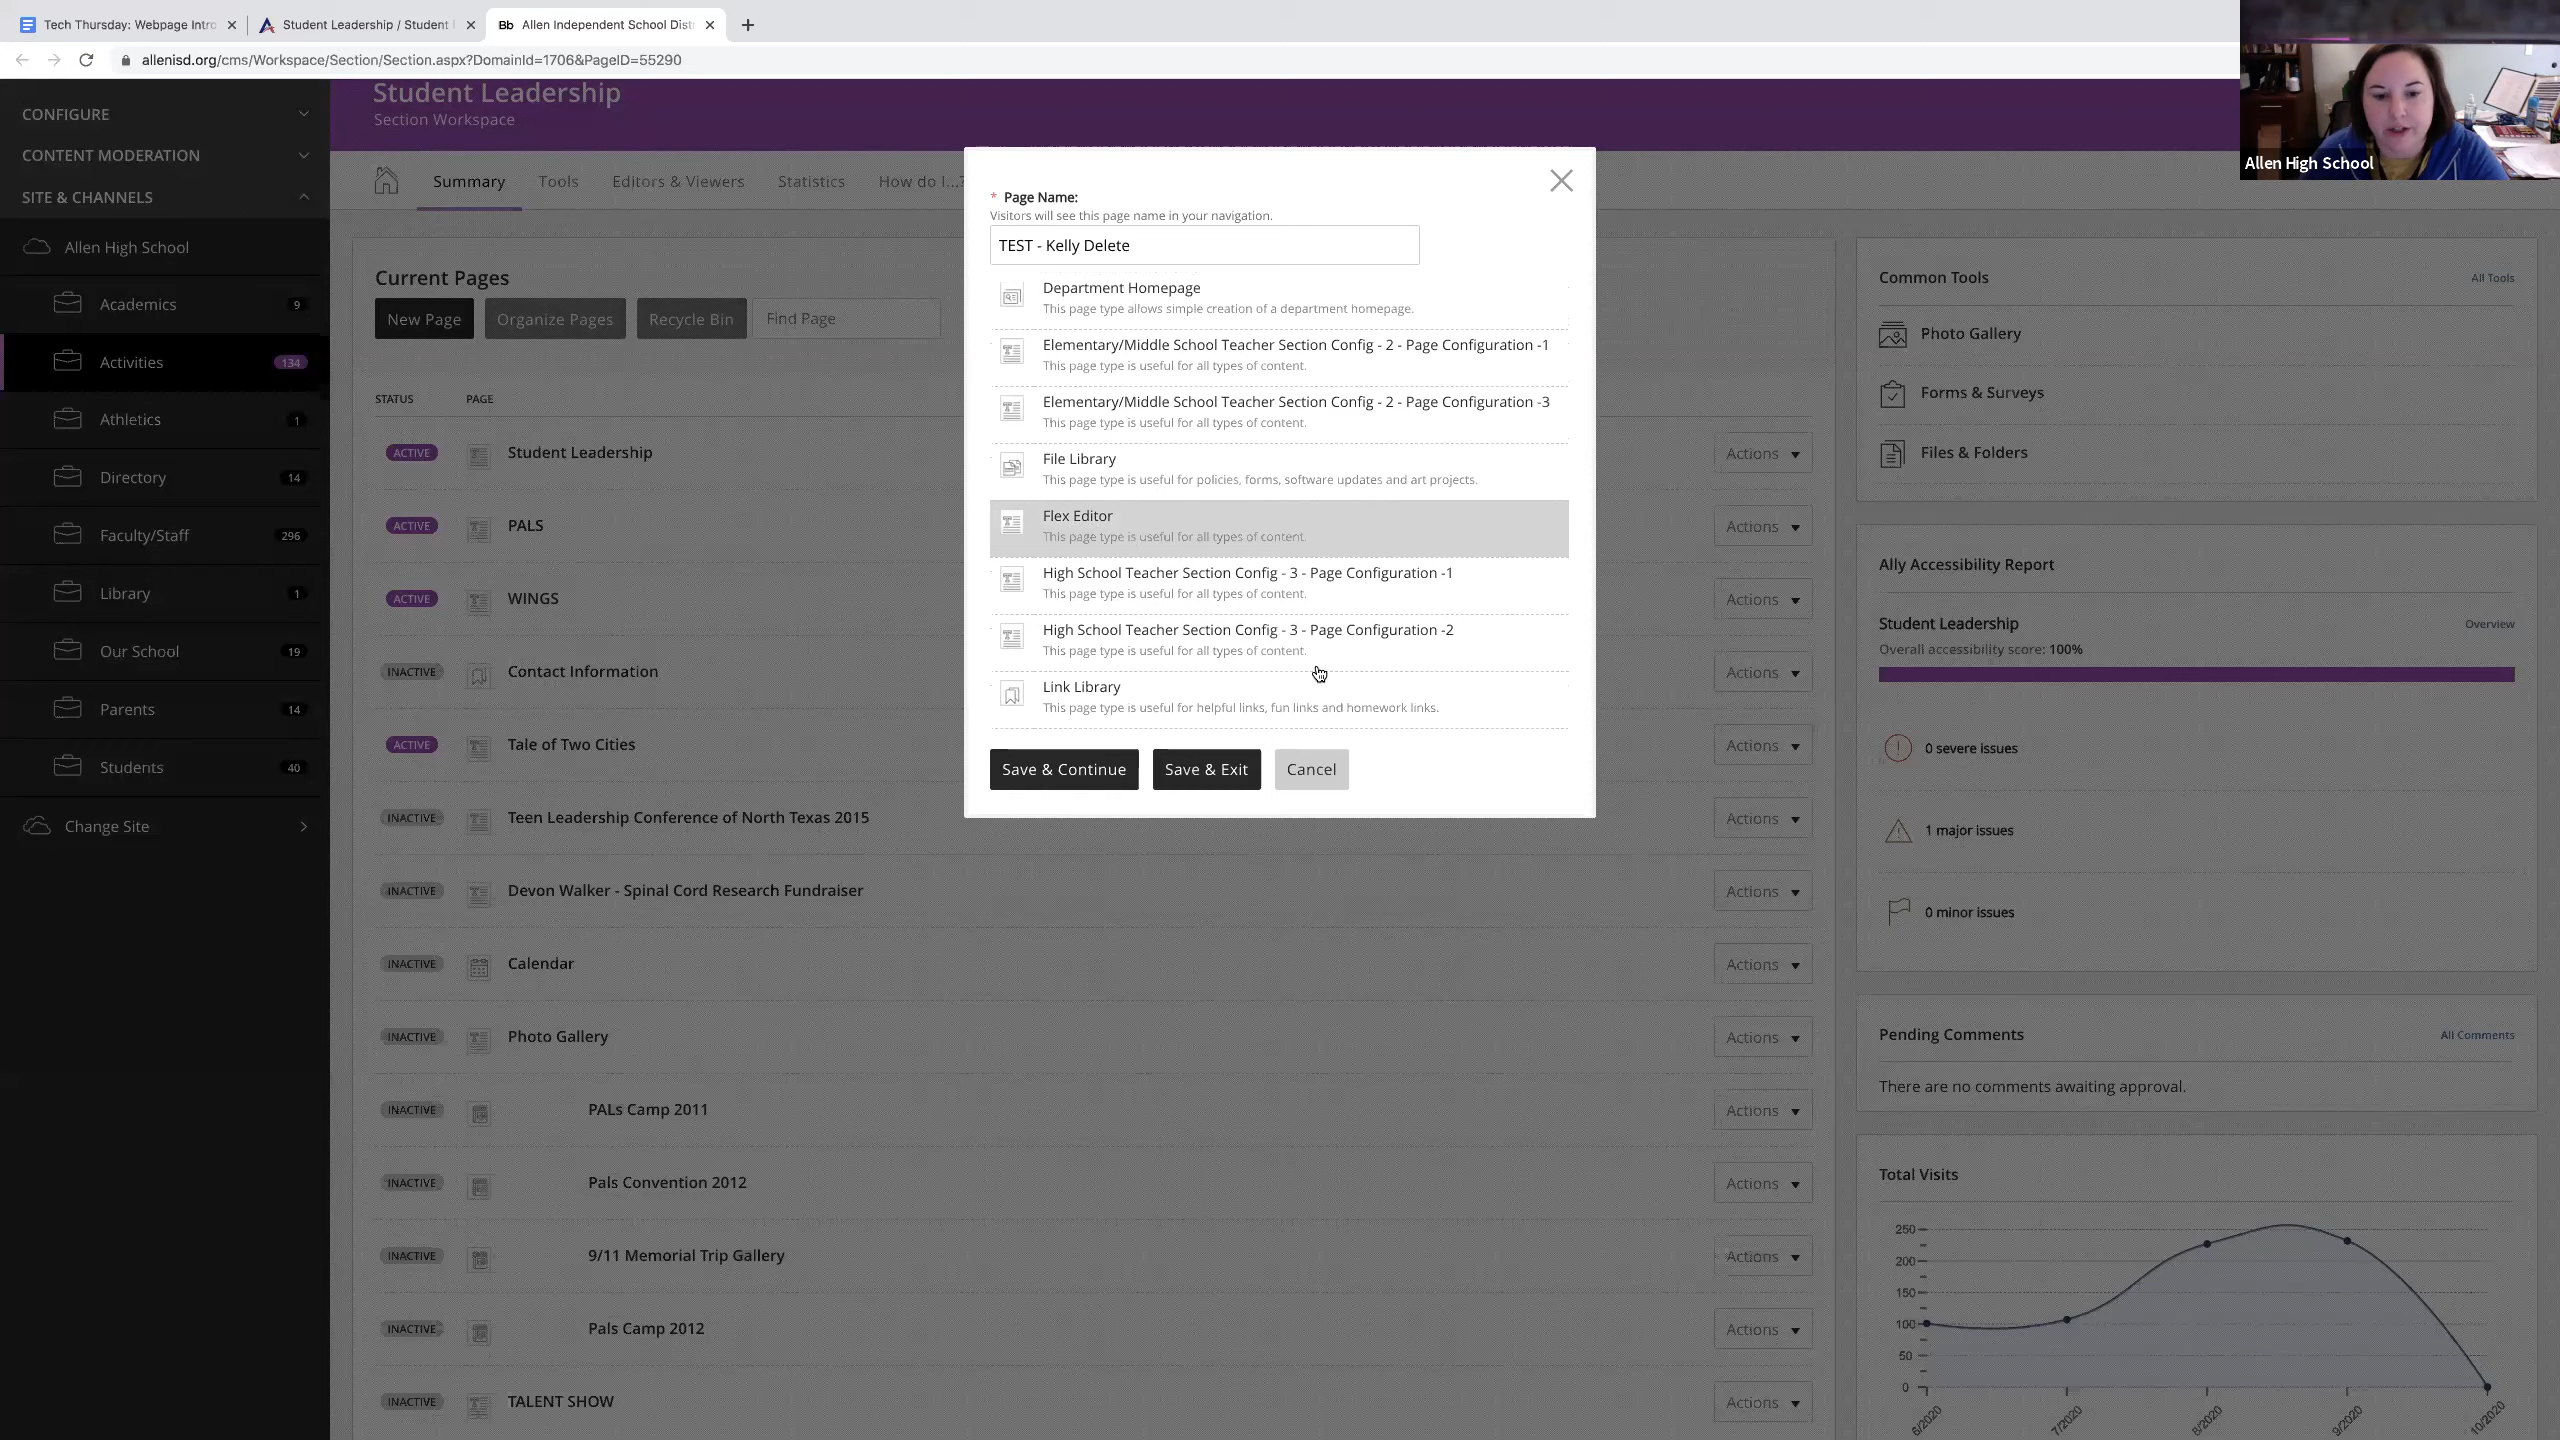 Tech Thursday: Webpage Intro
Student Leadership / Student
Bb Allen Independent School Dist
allenisd.org/cms/Workspace/Section/Section.aspx?DomainId=1706&PageID=55290
Allen High School
CONFIGURE
CONTENT MODERATION
SITE & CHANNELS
Allen High School
Academics 9
Activities 134
Athletics 1
Directory 14
Faculty/Staff 296
Library 1
Our School 19
Parents 14
Students 40
Change Site
Student Leadership
Section Workspace
Summary Tools Editors & Viewers Statistics How do I...?
Current Pages
New Page Organize Pages Recycle Bin Find Page
STATUS PAGE
ACTIVE Student Leadership Actions
ACTIVE PALS Actions
ACTIVE WINGS Actions
INACTIVE Contact Information Actions
ACTIVE Tale of Two Cities Actions
INACTIVE Teen Leadership Conference of North Texas 2015 Actions
INACTIVE Devon Walker - Spinal Cord Research Fundraiser Actions
INACTIVE Calendar Actions
INACTIVE Photo Gallery Actions
INACTIVE PALs Camp 2011 Actions
INACTIVE Pals Convention 2012 Actions
INACTIVE 9/11 Memorial Trip Gallery Actions
INACTIVE Pals Camp 2012 Actions
INACTIVE TALENT SHOW Actions
* Page Name:
Visitors will see this page name in your navigation.
TEST - Kelly Delete
Department Homepage
This page type allows simple creation of a department homepage.
Elementary/Middle School Teacher Section Config - 2 - Page Configuration -1
This page type is useful for all types of content.
Elementary/Middle School Teacher Section Config - 2 - Page Configuration -3
This page type is useful for all types of content.
File Library
This page type is useful for policies, forms, software updates and art projects.
Flex Editor
This page type is useful for all types of content.
High School Teacher Section Config - 3 - Page Configuration -1
This page type is useful for all types of content.
High School Teacher Section Config - 3 - Page Configuration -2
This page type is useful for all types of content.
Link Library
This page type is useful for helpful links, fun links and homework links.
Save & Continue Save & Exit Cancel
Common Tools All Tools
Photo Gallery
Forms & Surveys
Files & Folders
Ally Accessibility Report
Student Leadership Overview
Overall accessibility score: 100%
0 severe issues
1 major issues
0 minor issues
Pending Comments All Comments
There are no comments awaiting approval.
Total Visits
250
200
150
100
50
0
6/2020 7/2020 8/2020 9/2020 10/2020